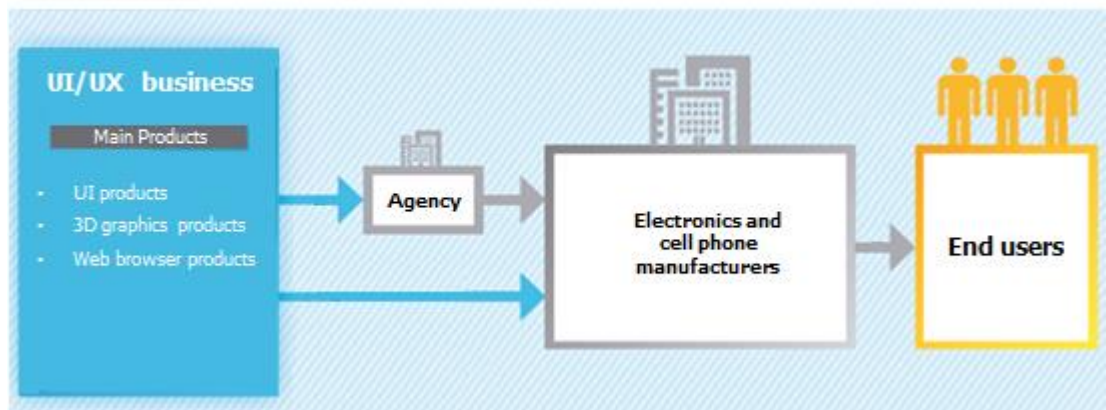 UI/UX business
Main Products
- UI products
- 3D graphics products
- Web browser products
Agency
Electronics and
cell phone
manufacturers
End users